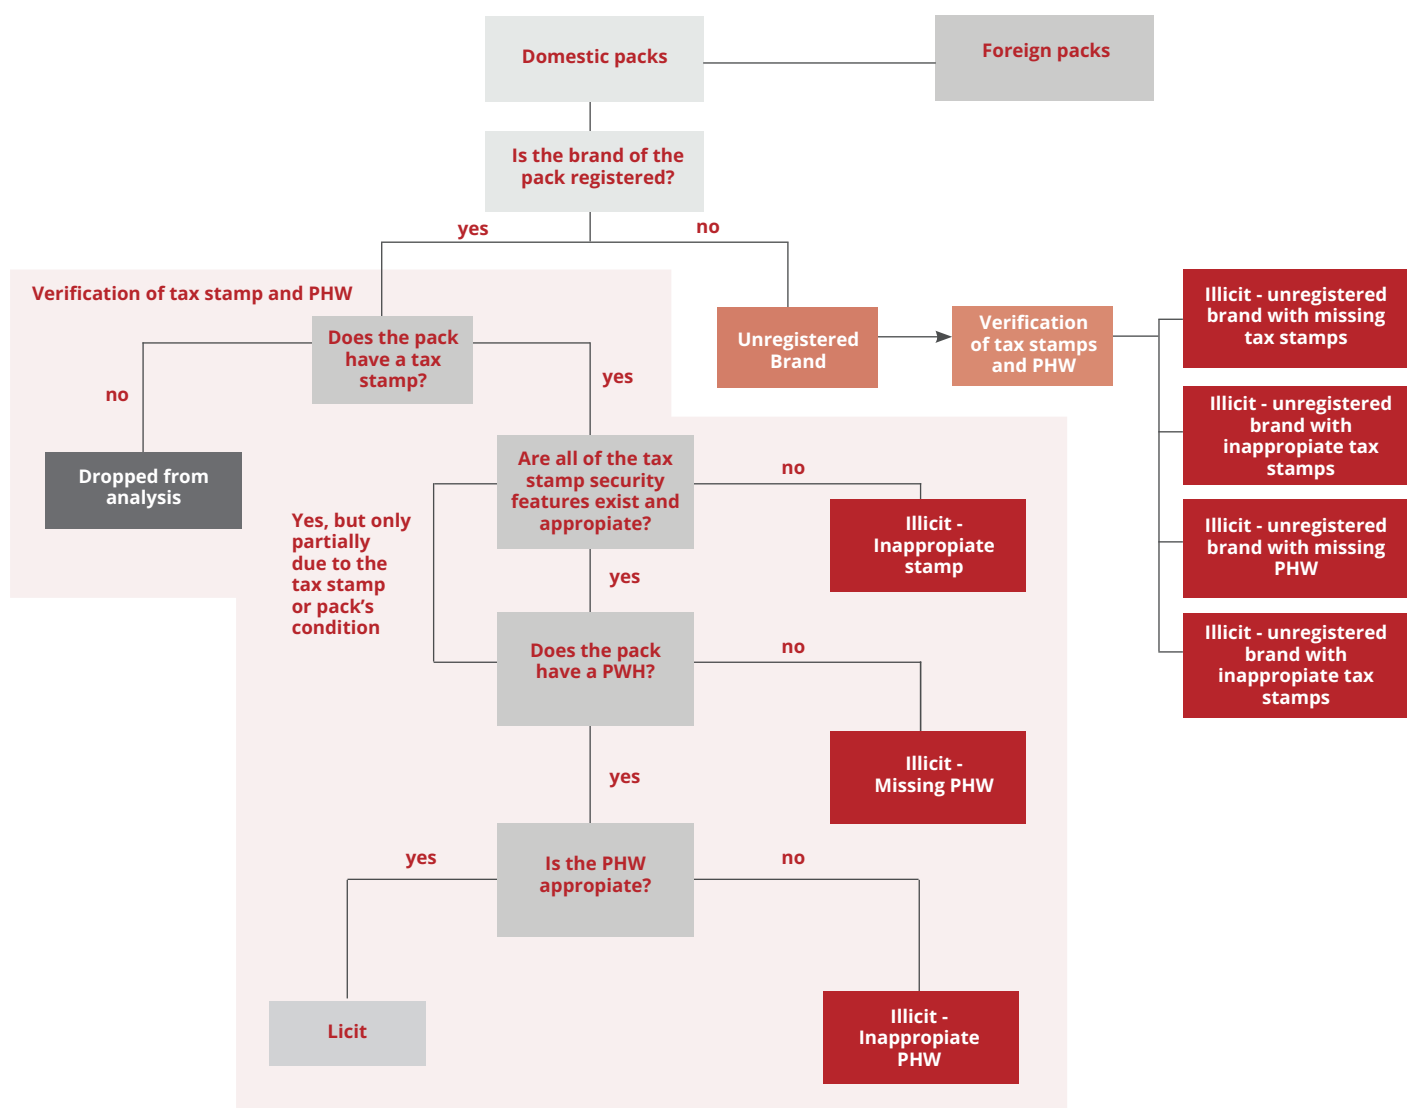 Domestic packs
Foreign packs
Is the brand of the
pack registered?
yes
no
Verification of tax stamp and PHW
Does the pack
have a tax
stamp?
no
yes
Dropped from
analysis
Unregistered
Brand
Verification
of tax stamps
and PHW
Illicit - unregistered
brand with missing
tax stamps
Illicit - unregistered
brand with
inappropiate tax
stamps
Illicit - unregistered
brand with missing
PHW
Illicit - unregistered
brand with
inappropiate tax
stamps
Are all of the tax
stamp security
features exist and
appropiate?
no
Illicit -
Inappropiate
stamp
Yes, but only
partially
due to the
tax stamp
or pack’s
condition
yes
Does the pack
have a PWH?
no
Illicit -
Missing PHW
yes
Is the PHW
appropiate?
yes
no
Licit
Illicit -
Inappropiate
PHW